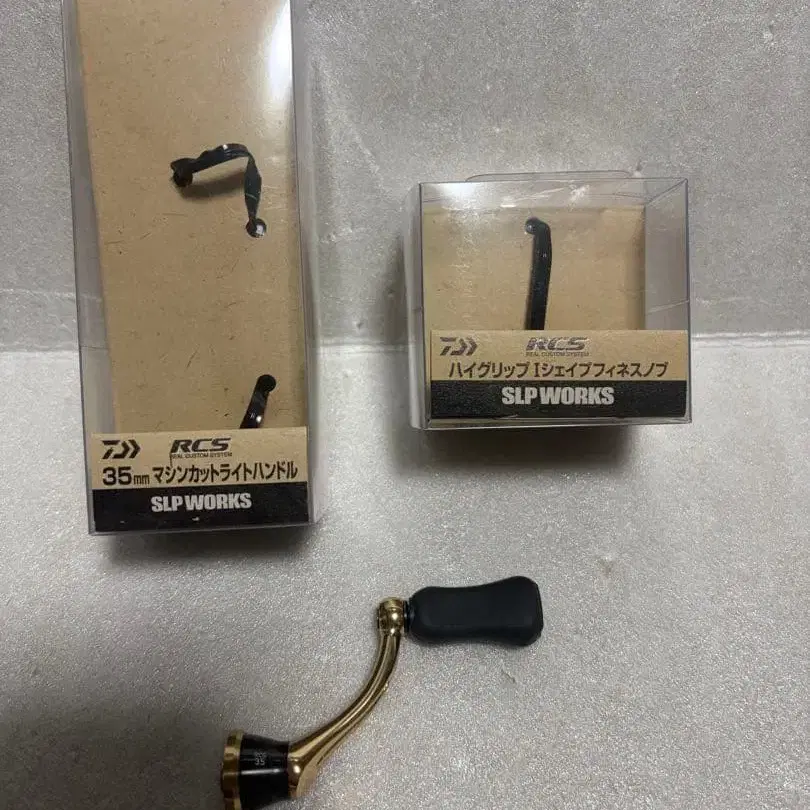 RCS
REAL CUSTOM SYSTEM
35mm マシンカットライトハンドル
SLP WORKS
RCS
REAL CUSTOM SYSTEM
ハイグリップ Iシェイプフィネスノブ
SLP WORKS